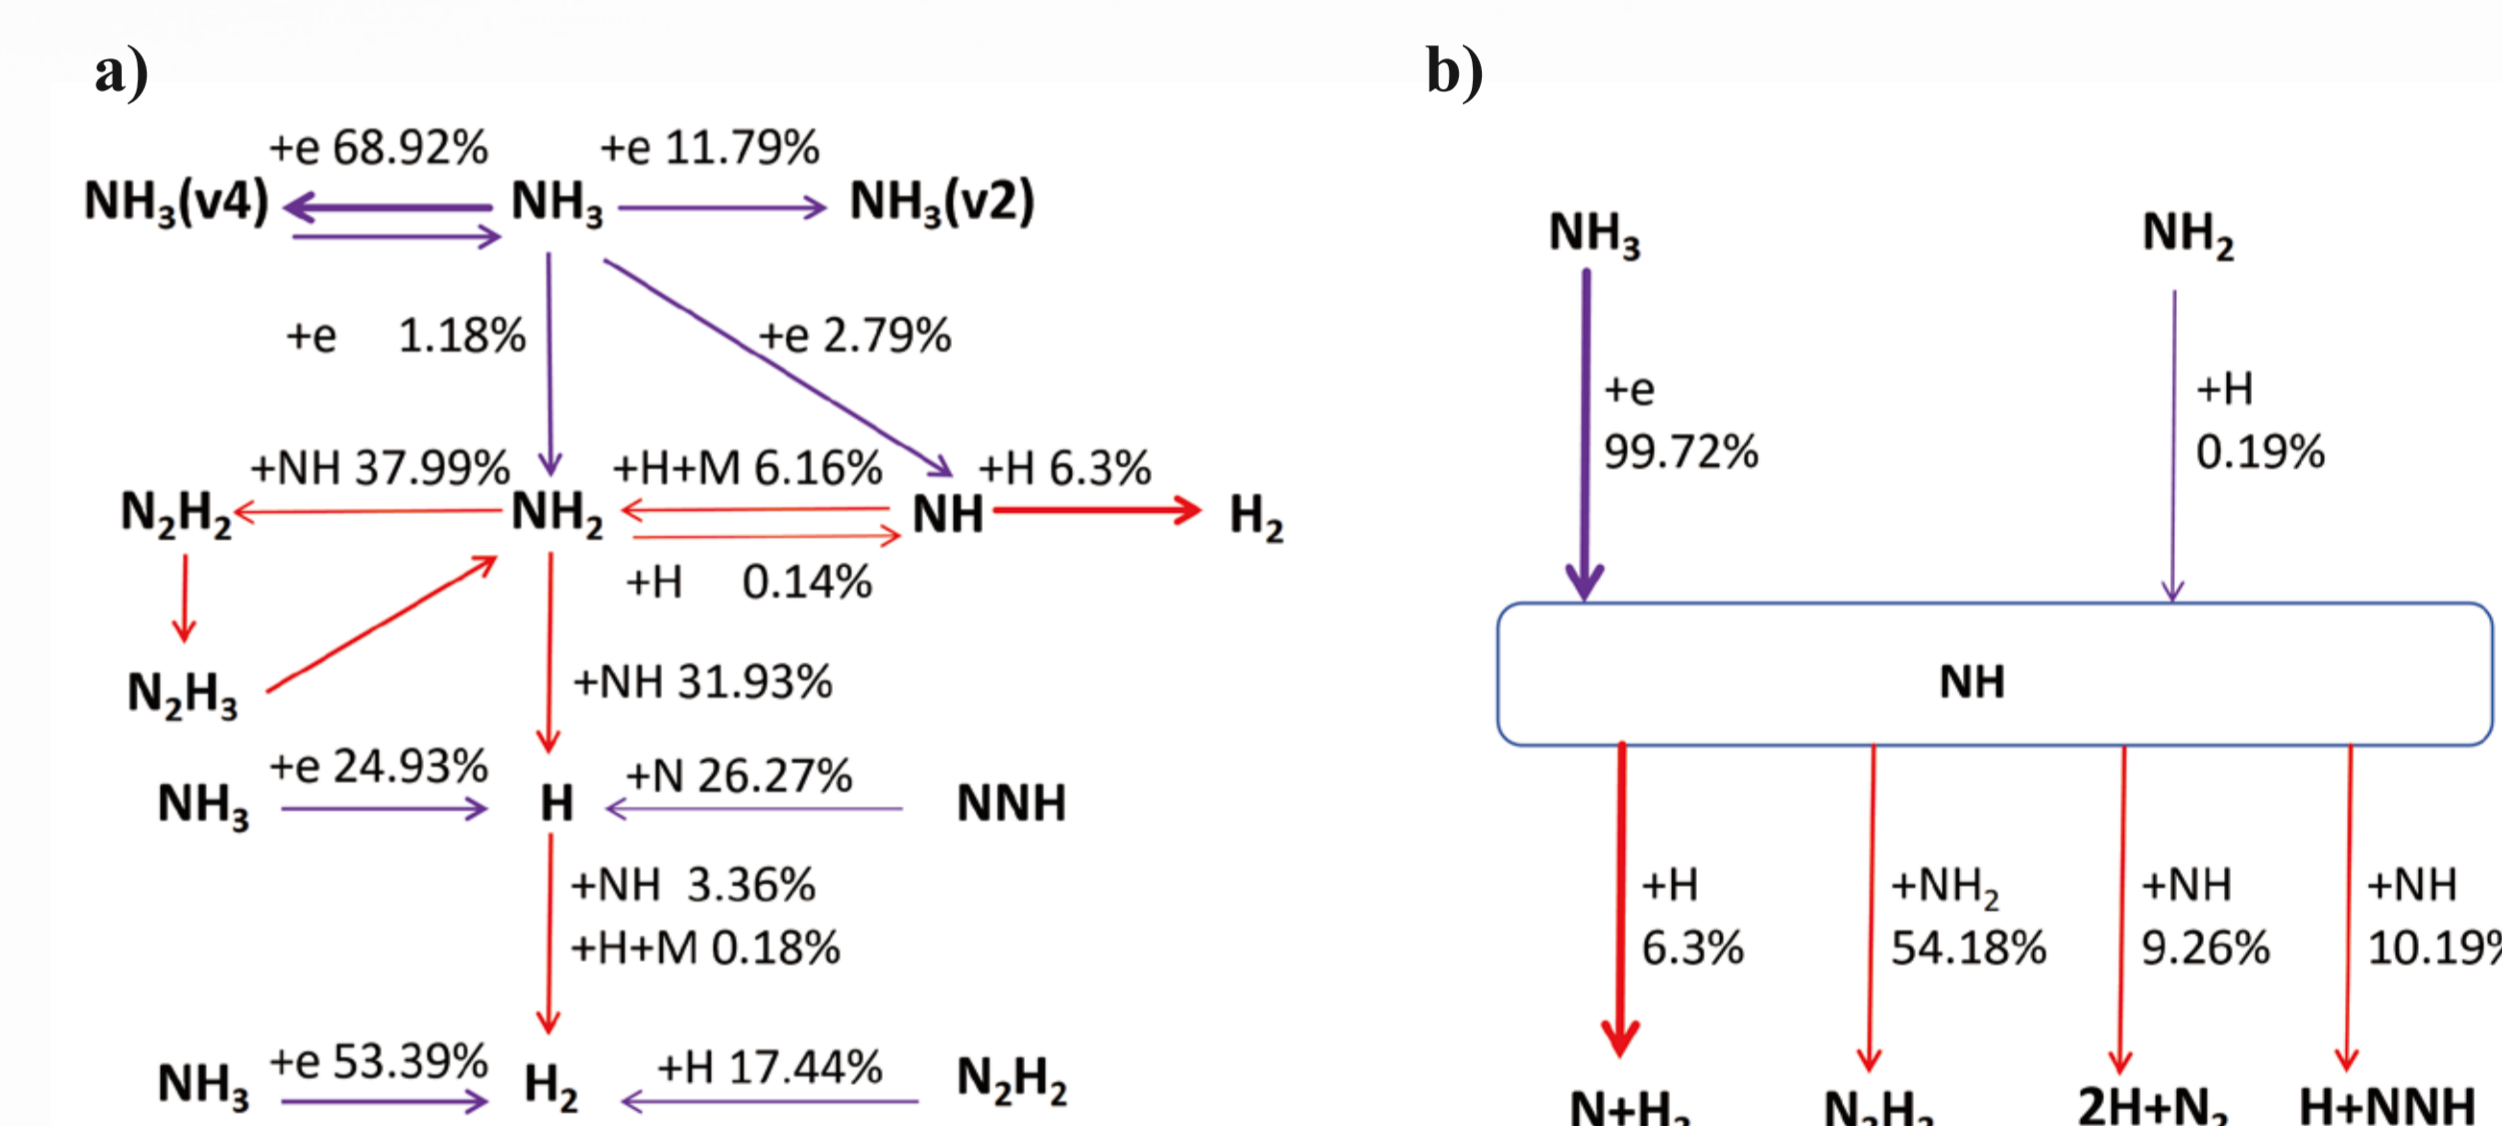 a)
b)
+e 68.92%
+e 11.79%
NH₃(v4)
NH₃
NH₃(v2)
+e 1.18%
+e 2.79%
+NH 37.99%
+H+M 6.16%
+H 6.3%
N₂H₂
NH₂
NH
H₂
+H 0.14%
N₂H₃
+NH 31.93%
+e 24.93%
+N 26.27%
NH₃
H
NNH
+NH 3.36%
+H+M 0.18%
+e 53.39%
+H 17.44%
NH₃
H₂
N₂H₂
NH₃
NH₂
+e
99.72%
+H
0.19%
NH
+H
6.3%
+NH₂
54.18%
+NH
9.26%
+NH
10.19%
N+H₂
N₂H₂
2H+N₂
H+NNH